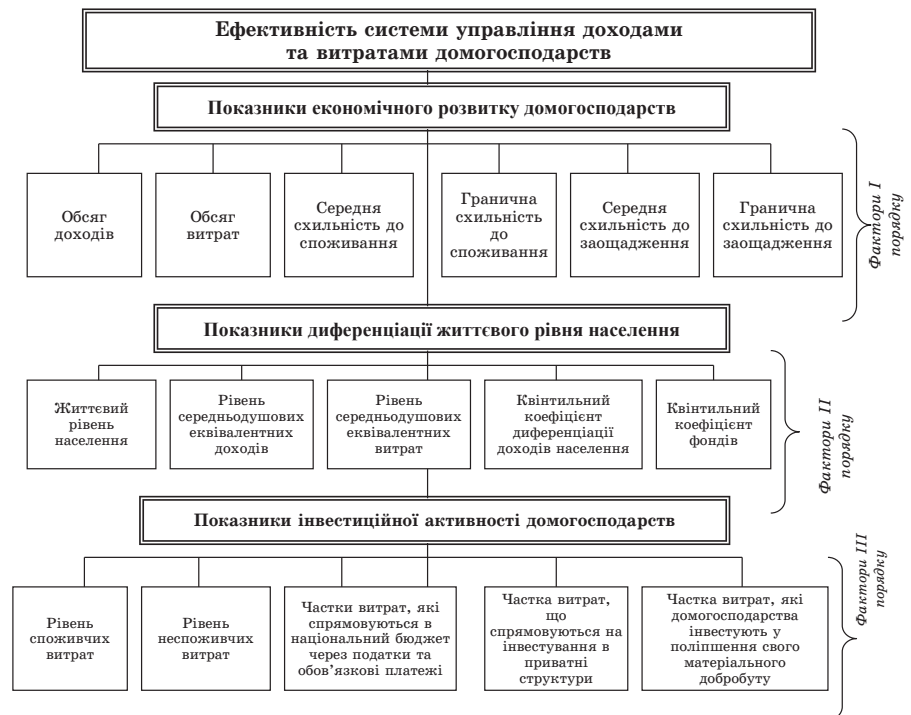 Ефективність системи управління доходами
та витратами домогосподарств
Показники економічного розвитку домогосподарств
Обсяг
доходів
Обсяг
витрат
Середня
схильність до
споживання
Гранична
схильність
до
споживання
Середня
схильність до
заощадження
Гранична
схильність до
заощадження
Фактори I
порядку
Показники диференціації життєвого рівня населення
Життєвий
рівень
населення
Рівень
середньодушових
еквівалентних
доходів
Рівень
середньодушових
еквівалентних
витрат
Квінтильний
коефіцієнт
диференціації
доходів населення
Квінтильний
коефіцієнт
фондів
Фактори II
порядку
Показники інвестиційної активності домогосподарств
Рівень
споживчих
витрат
Рівень
неспоживчих
витрат
Частки витрат, які
спрямовуються в
національний бюджет
через податки та
обов’язкові платежі
Частка витрат,
що
спрямовуються на
інвестування в
приватні
структури
Частка витрат, які
домогосподарства
інвестують у
поліпшення свого
матеріального
добробуту
Фактори III
порядку